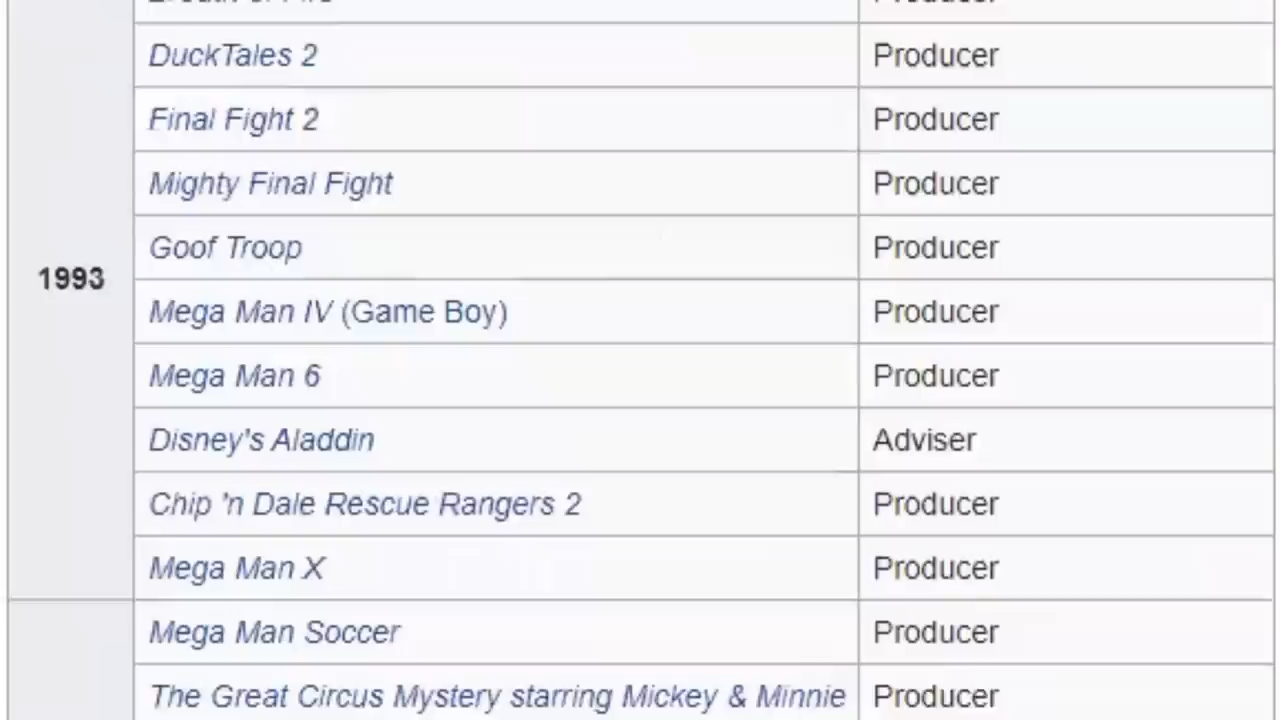 DuckTales 2 Producer
Final Fight 2 Producer
Mighty Final Fight Producer
Goof Troop Producer
1993
Mega Man IV (Game Boy) Producer
Mega Man 6 Producer
Disney's Aladdin Adviser
Chip 'n Dale Rescue Rangers 2 Producer
Mega Man X Producer
Mega Man Soccer Producer
The Great Circus Mystery starring Mickey & Minnie Producer